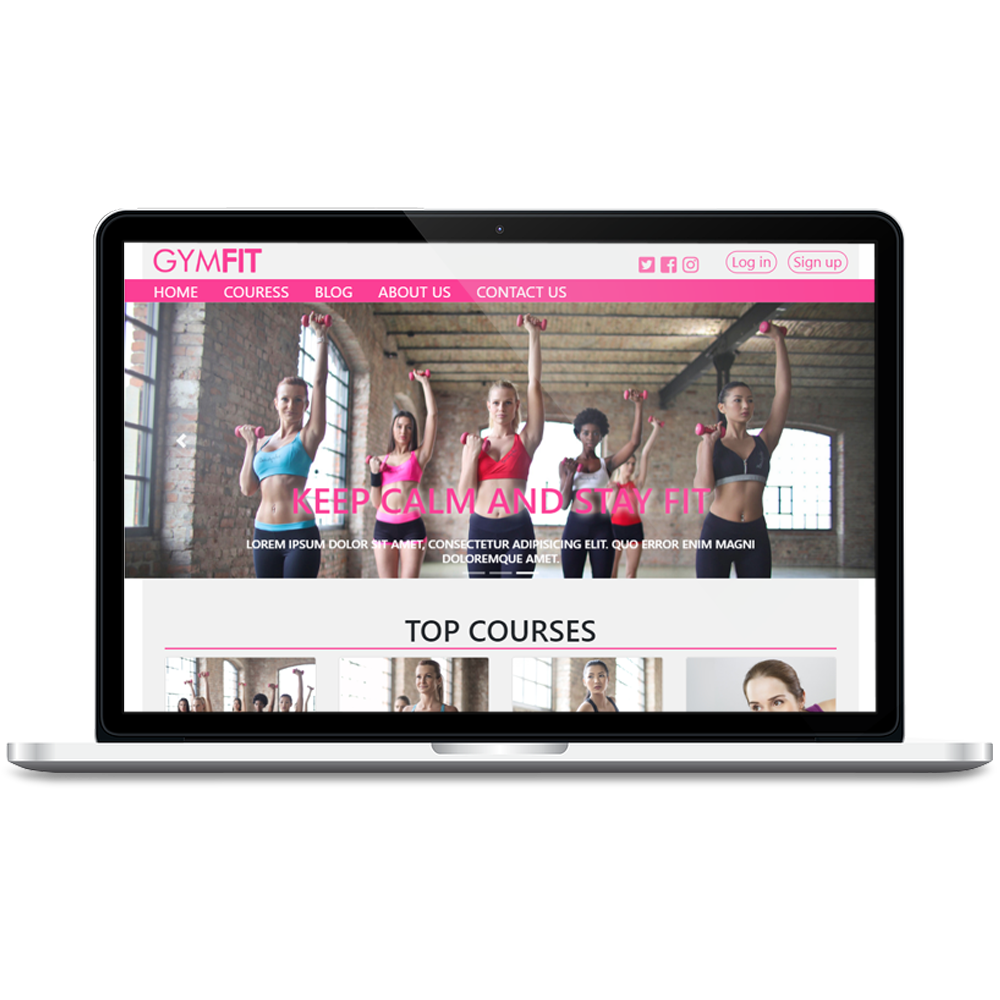 GYMFIT
Log in
Sign up
HOME
COURESS
BLOG
ABOUT US
CONTACT US
KEEP CALM AND STAY FIT
LOREM IPSUM DOLOR SIT AMET, CONSECTETUR ADIPISICING ELIT. QUO ERROR ENIM MAGNI
DOLOREMQUE AMET.
TOP COURSES